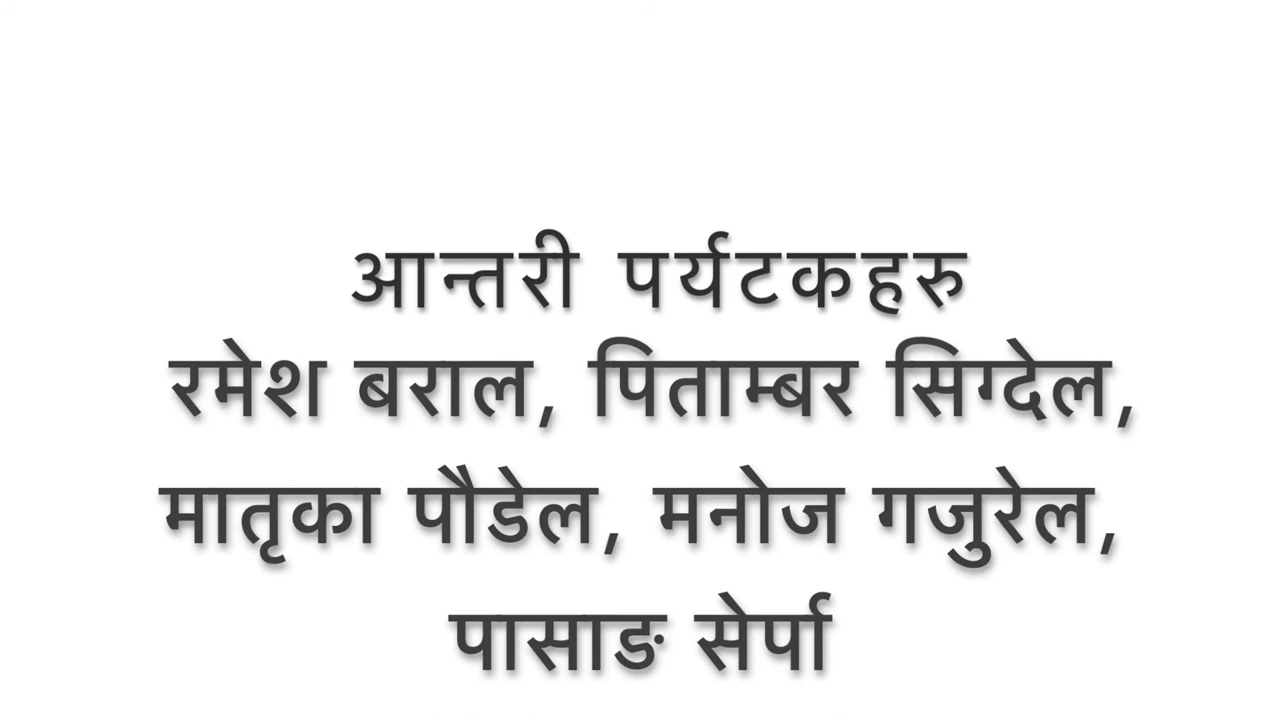 आन्तरी पर्यटकहरु
रमेश बराल, पिताम्बर सिग्देल,
मातृका पौडेल, मनोज गजुरेल,
पासाङ सेर्पा